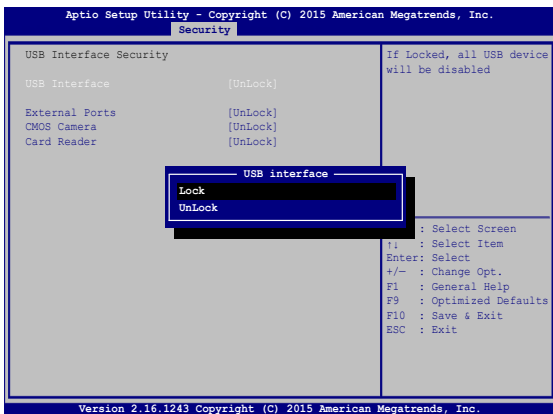 Aptio Setup Utility - Copyright (C) 2015 American Megatrends, Inc.
Security
USB Interface Security
USB Interface [UnLock]
External Ports [UnLock]
CMOS Camera [UnLock]
Card Reader [UnLock]
USB interface
Lock
UnLock
If Locked, all USB device
will be disabled
: Select Screen
↑↓ : Select Item
Enter: Select
+/— : Change Opt.
F1 : General Help
F9 : Optimized Defaults
F10 : Save & Exit
ESC : Exit
Version 2.16.1243 Copyright (C) 2015 American Megatrends, Inc.